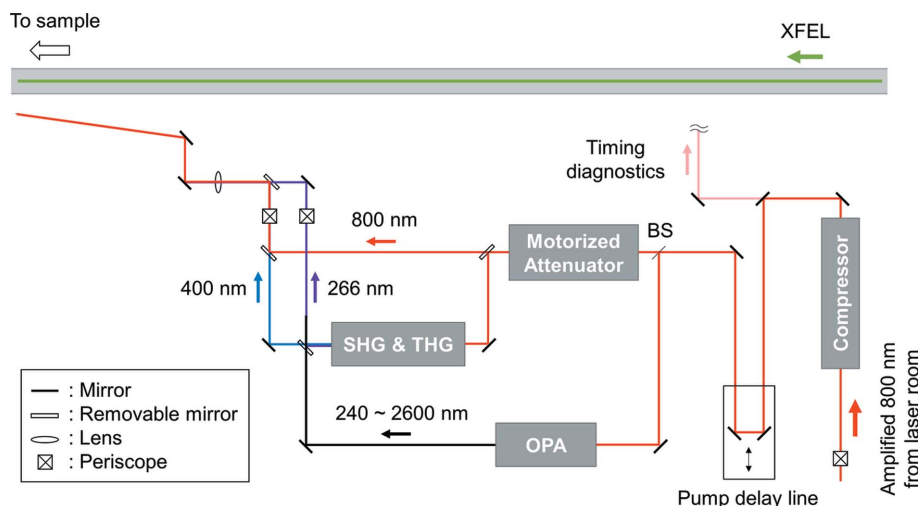 To sample
XFEL
Timing
diagnostics
800 nm
BS
Motorized
Attenuator
Compressor
400 nm
266 nm
SHG & THG
: Mirror
: Removable mirror
: Lens
: Periscope
240 ~ 2600 nm
OPA
Pump delay line
Amplified 800 nm
from laser room